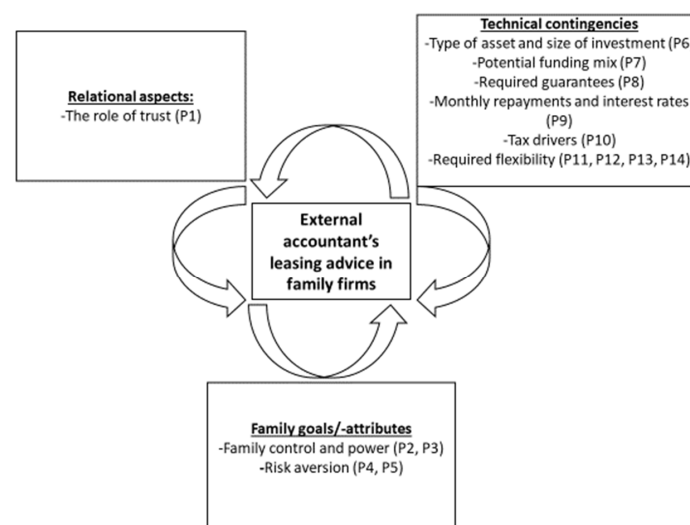 Relational aspects:
-The role of trust (P1)
Technical contingencies
-Type of asset and size of investment (P6
-Potential funding mix (P7)
-Required guarantees (P8)
-Monthly repayments and interest rates
(P9)
-Tax drivers (P10)
-Required flexibility (P11, P12, P13, P14)
External
accountant's
leasing advice in
family firms
Family goals/-attributes
-Family control and power (P2, P3)
-Risk aversion (P4, P5)